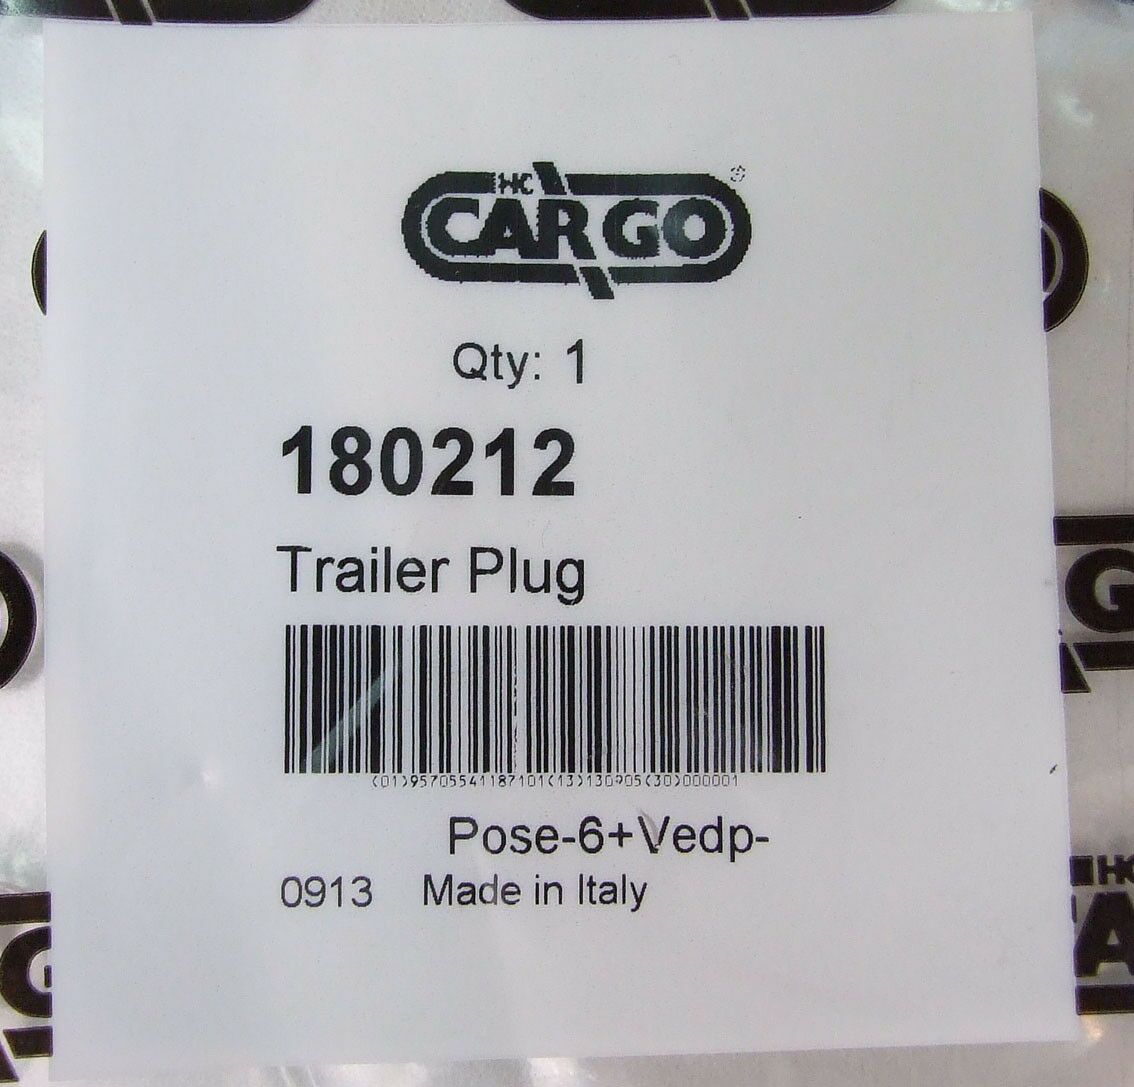 HC
CARGO
Qty: 1
180212
Trailer Plug
(01)95705541187101(13)130905(30)000001
Pose-6+Vedp-
0913 Made in Italy